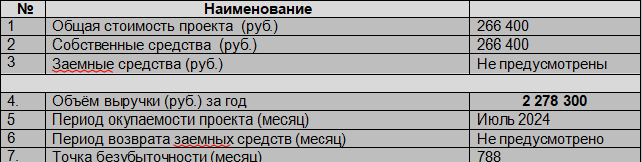 № Наименование
1 Общая стоимость проекта (руб.) 266 400
2 Собственные средства (руб.) 266 400
3 Заемные средства (руб.) Не предусмотрены
4. Объём выручки (руб.) за год 2 278 300
5 Период окупаемости проекта (месяц) Июль 2024
6 Период возврата заемных средств (месяц) Не предусмотрено
7. Точка безубыточности (месяц) 788